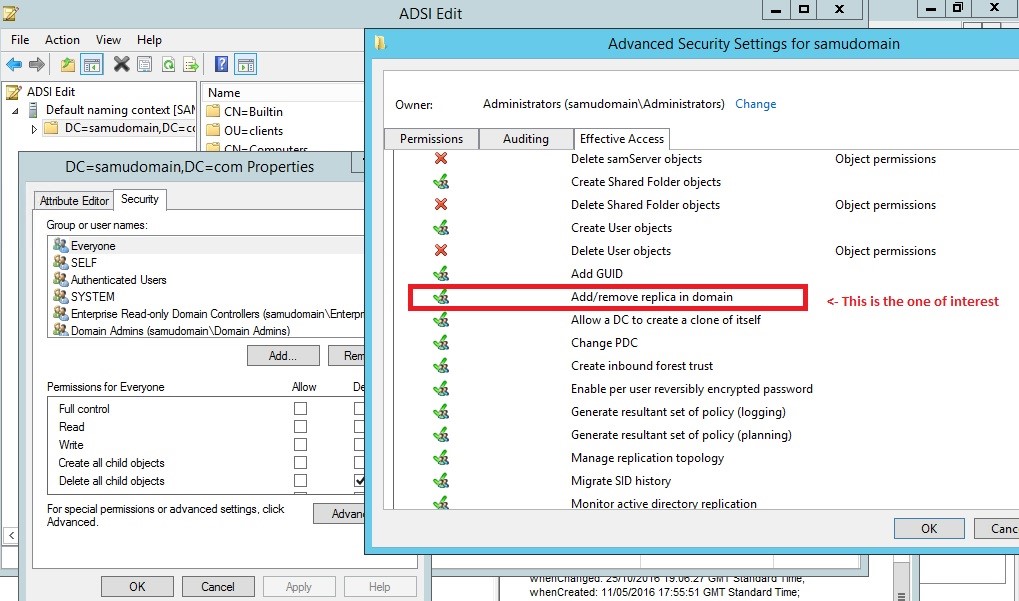 ADSI Edit
File Action View Help
ADSI Edit
Default naming context [SAM
DC=samudomain,DC=co
Name
CN=Builtin
OU=clients
CN=Computers
DC=samudomain,DC=com Properties
Attribute Editor Security
Group or user names:
Everyone
SELF
Authenticated Users
SYSTEM
Enterprise Read-only Domain Controllers (samudomain\Enterpr
Domain Admins (samudomain\Domain Admins)
Add... Rem
Permissions for Everyone Allow De
Full control
Read
Write
Create all child objects
Delete all child objects
For special permissions or advanced settings, click
Advanced.
Advan
OK Cancel Apply Help
Advanced Security Settings for samudomain
Owner: Administrators (samudomain\Administrators) Change
Permissions Auditing Effective Access
Delete samServer objects Object permissions
Create Shared Folder objects
Delete Shared Folder objects Object permissions
Create User objects
Delete User objects Object permissions
Add GUID
Add/remove replica in domain <- This is the one of interest
Allow a DC to create a clone of itself
Change PDC
Create inbound forest trust
Enable per user reversibly encrypted password
Generate resultant set of policy (logging)
Generate resultant set of policy (planning)
Manage replication topology
Migrate SID history
Monitor active directory replication
OK Canc
whenChanged: 25/10/2016 19:06:27 GMT Standard Time;
whenCreated: 11/05/2016 17:55:51 GMT Standard Time;